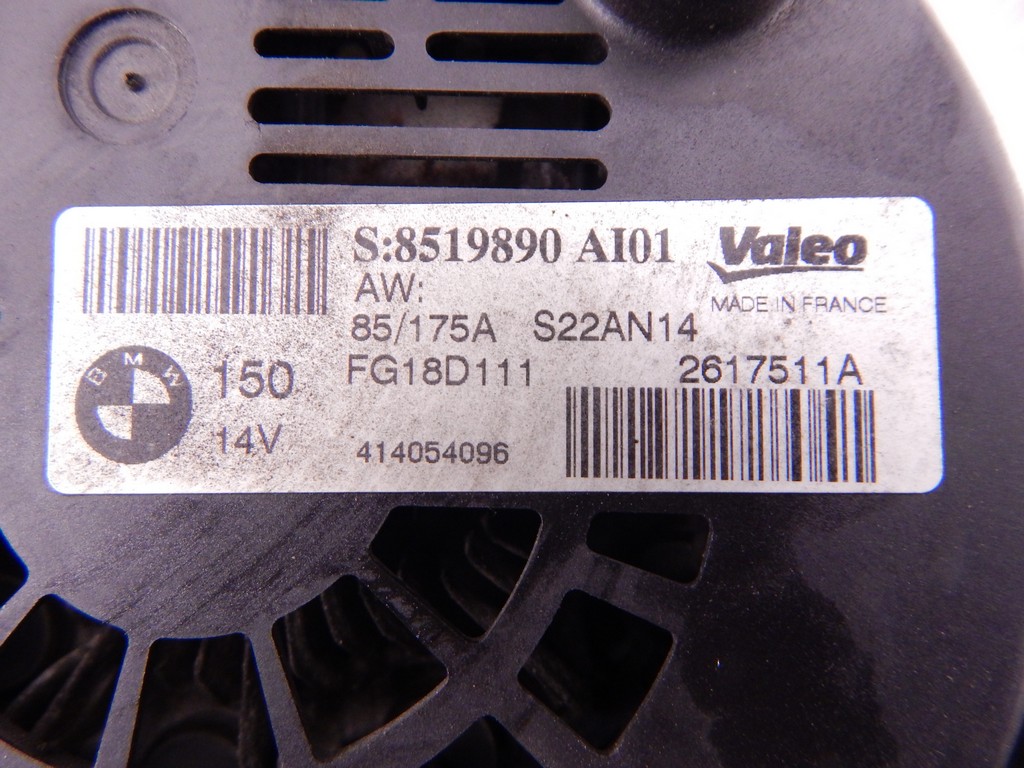 S:8519890 AI01
Valeo
AW:
MADE IN FRANCE
85/175A S22AN14
BMW
150
FG18D111
2617511A
14V
414054096